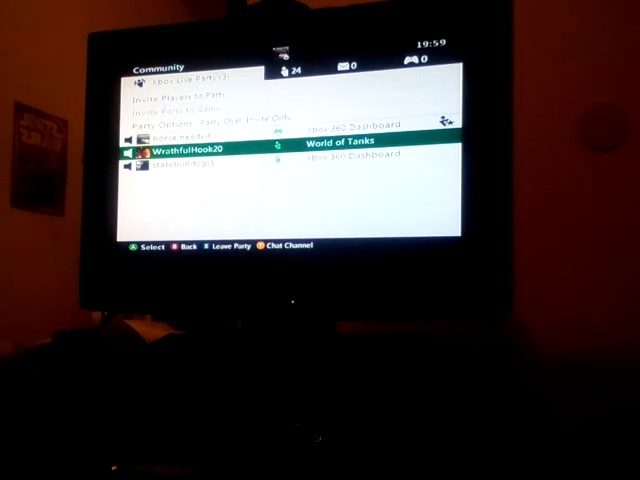 19:59
Community
24 0 0
Xbox Live Party (3)
Invite Players to Party
Invite Party to Game
Party Options: Party Chat, Invite Only
horse needed Xbox 360 Dashboard
WrathfulHook20 World of Tanks
Xbox 360 Dashboard
A Select B Back X Leave Party Y Chat Channel